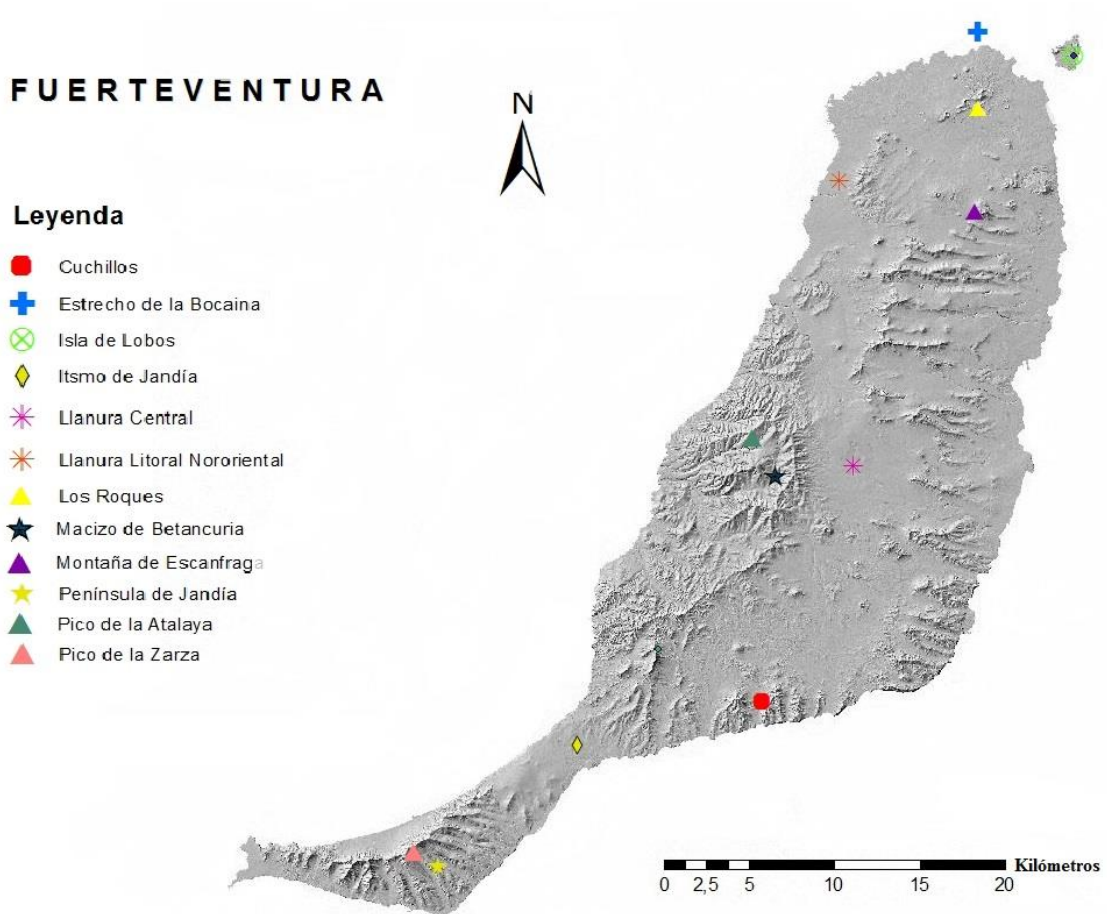 FUERTEVENTURA
N
Leyenda
Cuchillos
Estrecho de la Bocaina
Isla de Lobos
Itsmo de Jandía
Llanura Central
Llanura Litoral Nororiental
Los Roques
Macizo de Betancuria
Montaña de Escanfraga
Península de Jandía
Pico de la Atalaya
Pico de la Zarza
Kilómetros
0 2,5 5 10 15 20